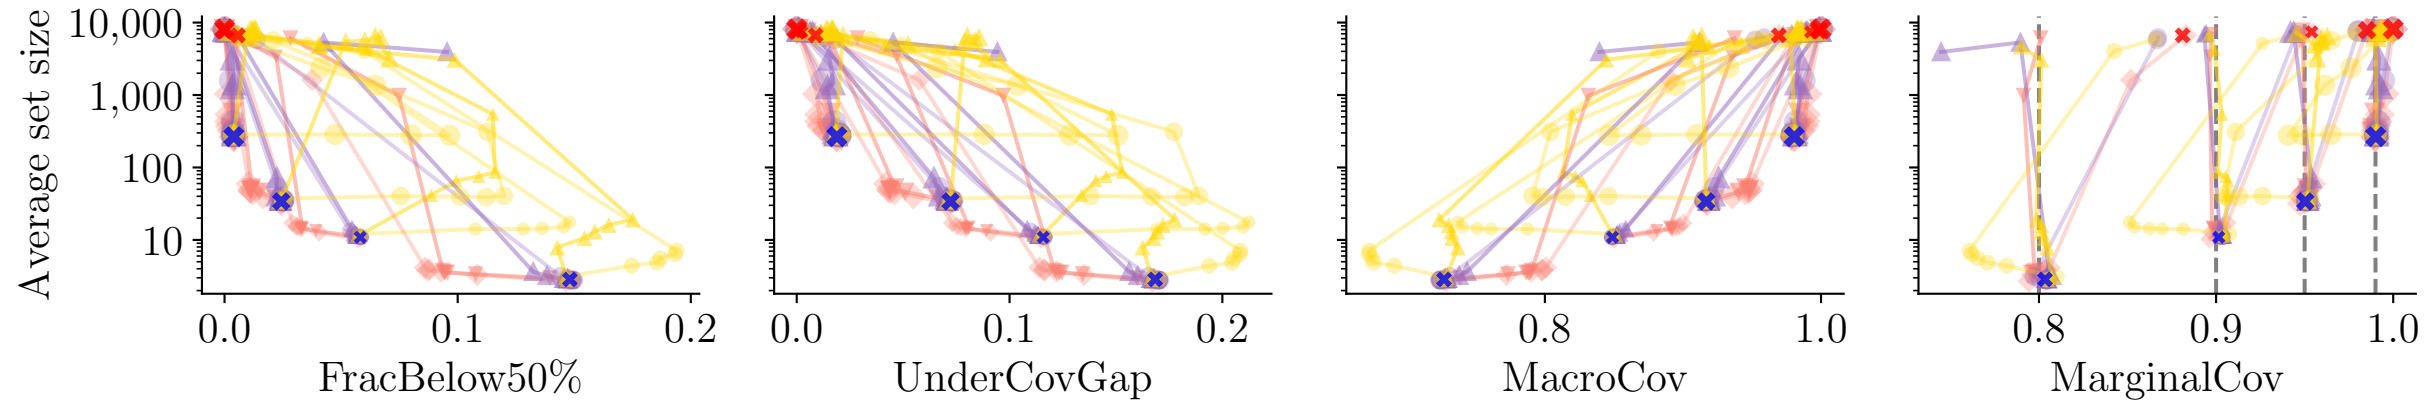 Average set size
10,000
1,000
100
10
0.0 0.1 0.2
FracBelow50%
0.0 0.1 0.2
UnderCovGap
0.8 1.0
MacroCov
0.8 0.9 1.0
MarginalCov